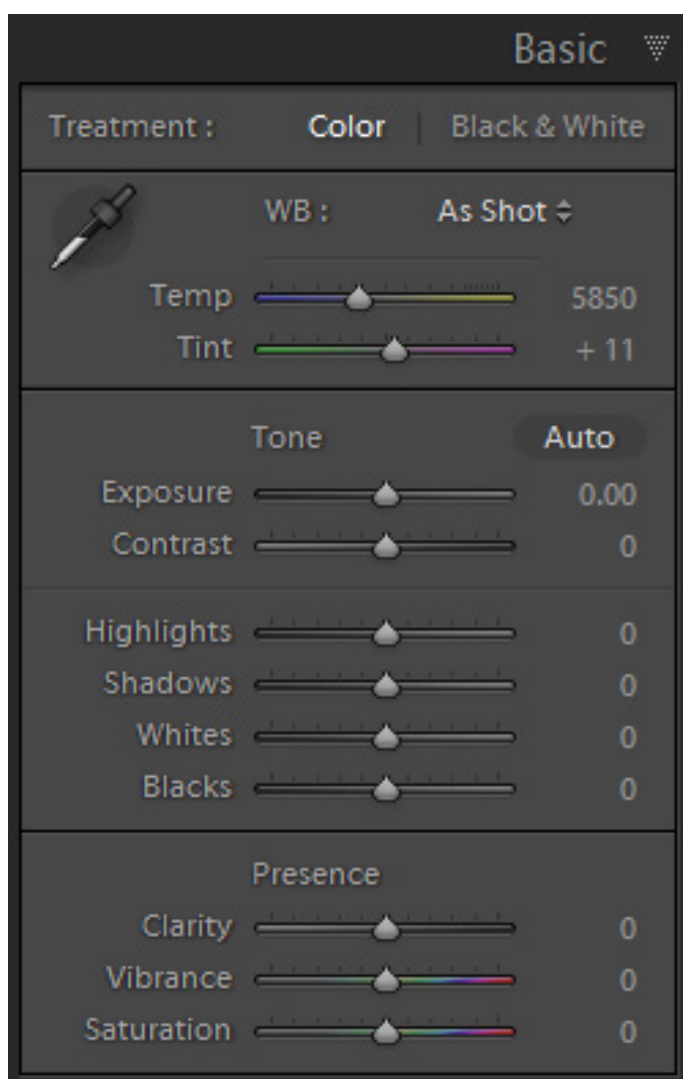 Basic
Treatment : Color | Black & White
WB : As Shot
Temp 5850
Tint + 11
Tone Auto
Exposure 0.00
Contrast 0
Highlights 0
Shadows 0
Whites 0
Blacks 0
Presence
Clarity 0
Vibrance 0
Saturation 0